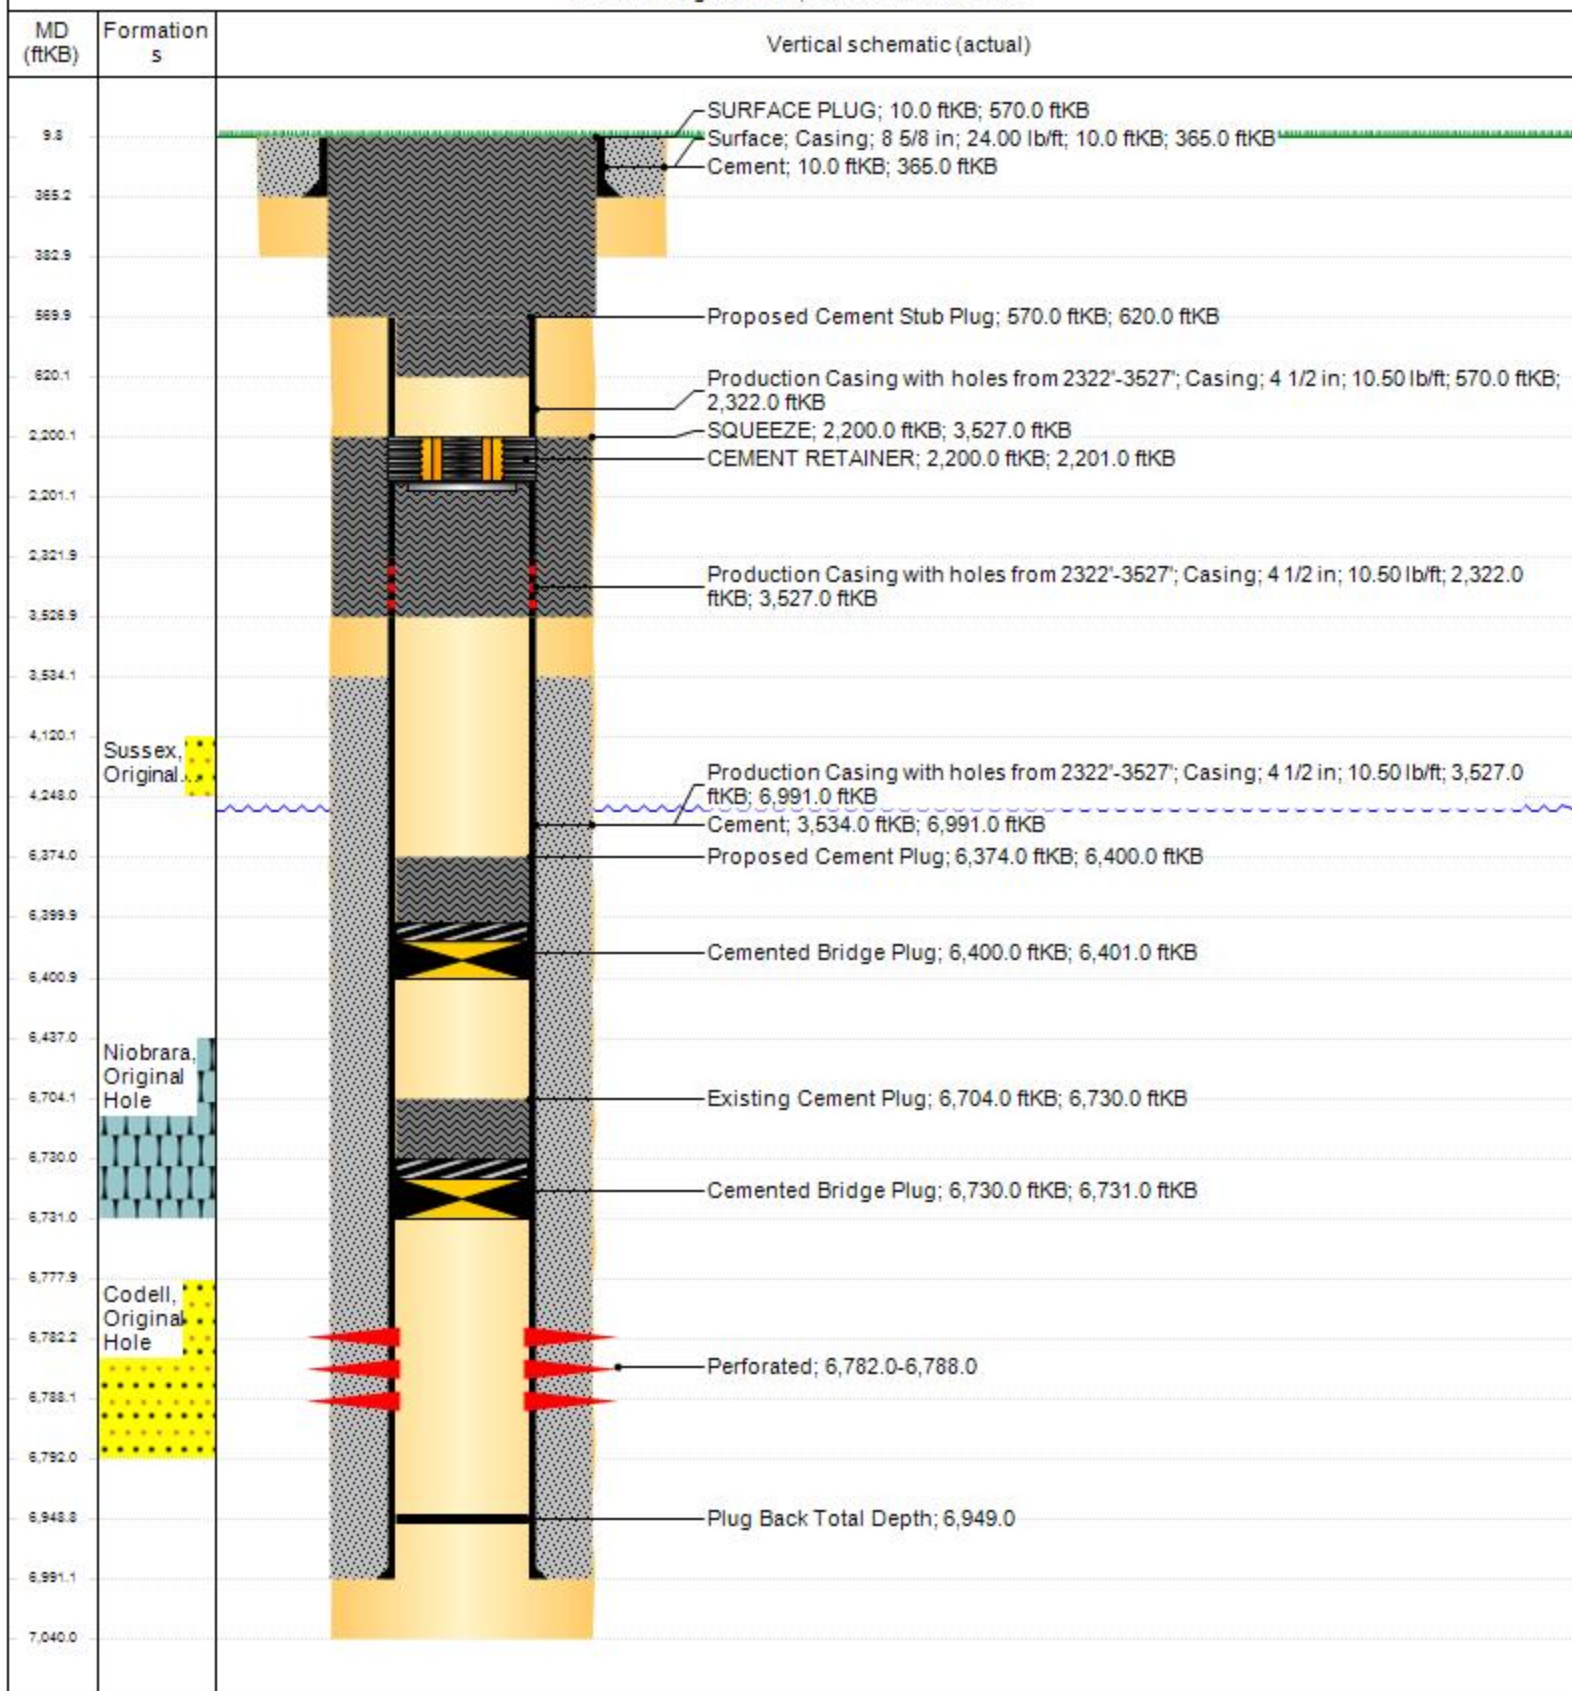 MD
(ftKB)
Formation
s
Vertical schematic (actual)
SURFACE PLUG; 10.0 ftKB; 570.0 ftKB
9.8
Surface; Casing; 8 5/8 in; 24.00 lb/ft; 10.0 ftKB; 365.0 ftKB
Cement; 10.0 ftKB; 365.0 ftKB
365.2
382.9
569.9
Proposed Cement Stub Plug; 570.0 ftKB; 620.0 ftKB
620.1
Production Casing with holes from 2322'-3527'; Casing; 4 1/2 in; 10.50 lb/ft; 570.0 ftKB;
2,322.0 ftKB
2,200.1
SQUEEZE; 2,200.0 ftKB; 3,527.0 ftKB
CEMENT RETAINER; 2,200.0 ftKB; 2,201.0 ftKB
2,201.1
2,321.9
Production Casing with holes from 2322'-3527'; Casing; 4 1/2 in; 10.50 lb/ft; 2,322.0
ftKB; 3,527.0 ftKB
3,526.9
3,534.1
4,120.1
Sussex,
Original...
Production Casing with holes from 2322'-3527'; Casing; 4 1/2 in; 10.50 lb/ft; 3,527.0
ftKB; 6,991.0 ftKB
4,248.0
Cement; 3,534.0 ftKB; 6,991.0 ftKB
6,374.0
Proposed Cement Plug; 6,374.0 ftKB; 6,400.0 ftKB
6,399.9
Cemented Bridge Plug; 6,400.0 ftKB; 6,401.0 ftKB
6,400.9
6,437.0
Niobrara,
Original
Hole
6,704.1
Existing Cement Plug; 6,704.0 ftKB; 6,730.0 ftKB
6,730.0
Cemented Bridge Plug; 6,730.0 ftKB; 6,731.0 ftKB
6,731.0
6,777.9
Codell,
Original
Hole
6,782.2
Perforated; 6,782.0-6,788.0
6,788.1
6,792.0
6,948.8
Plug Back Total Depth; 6,949.0
6,991.1
7,040.0